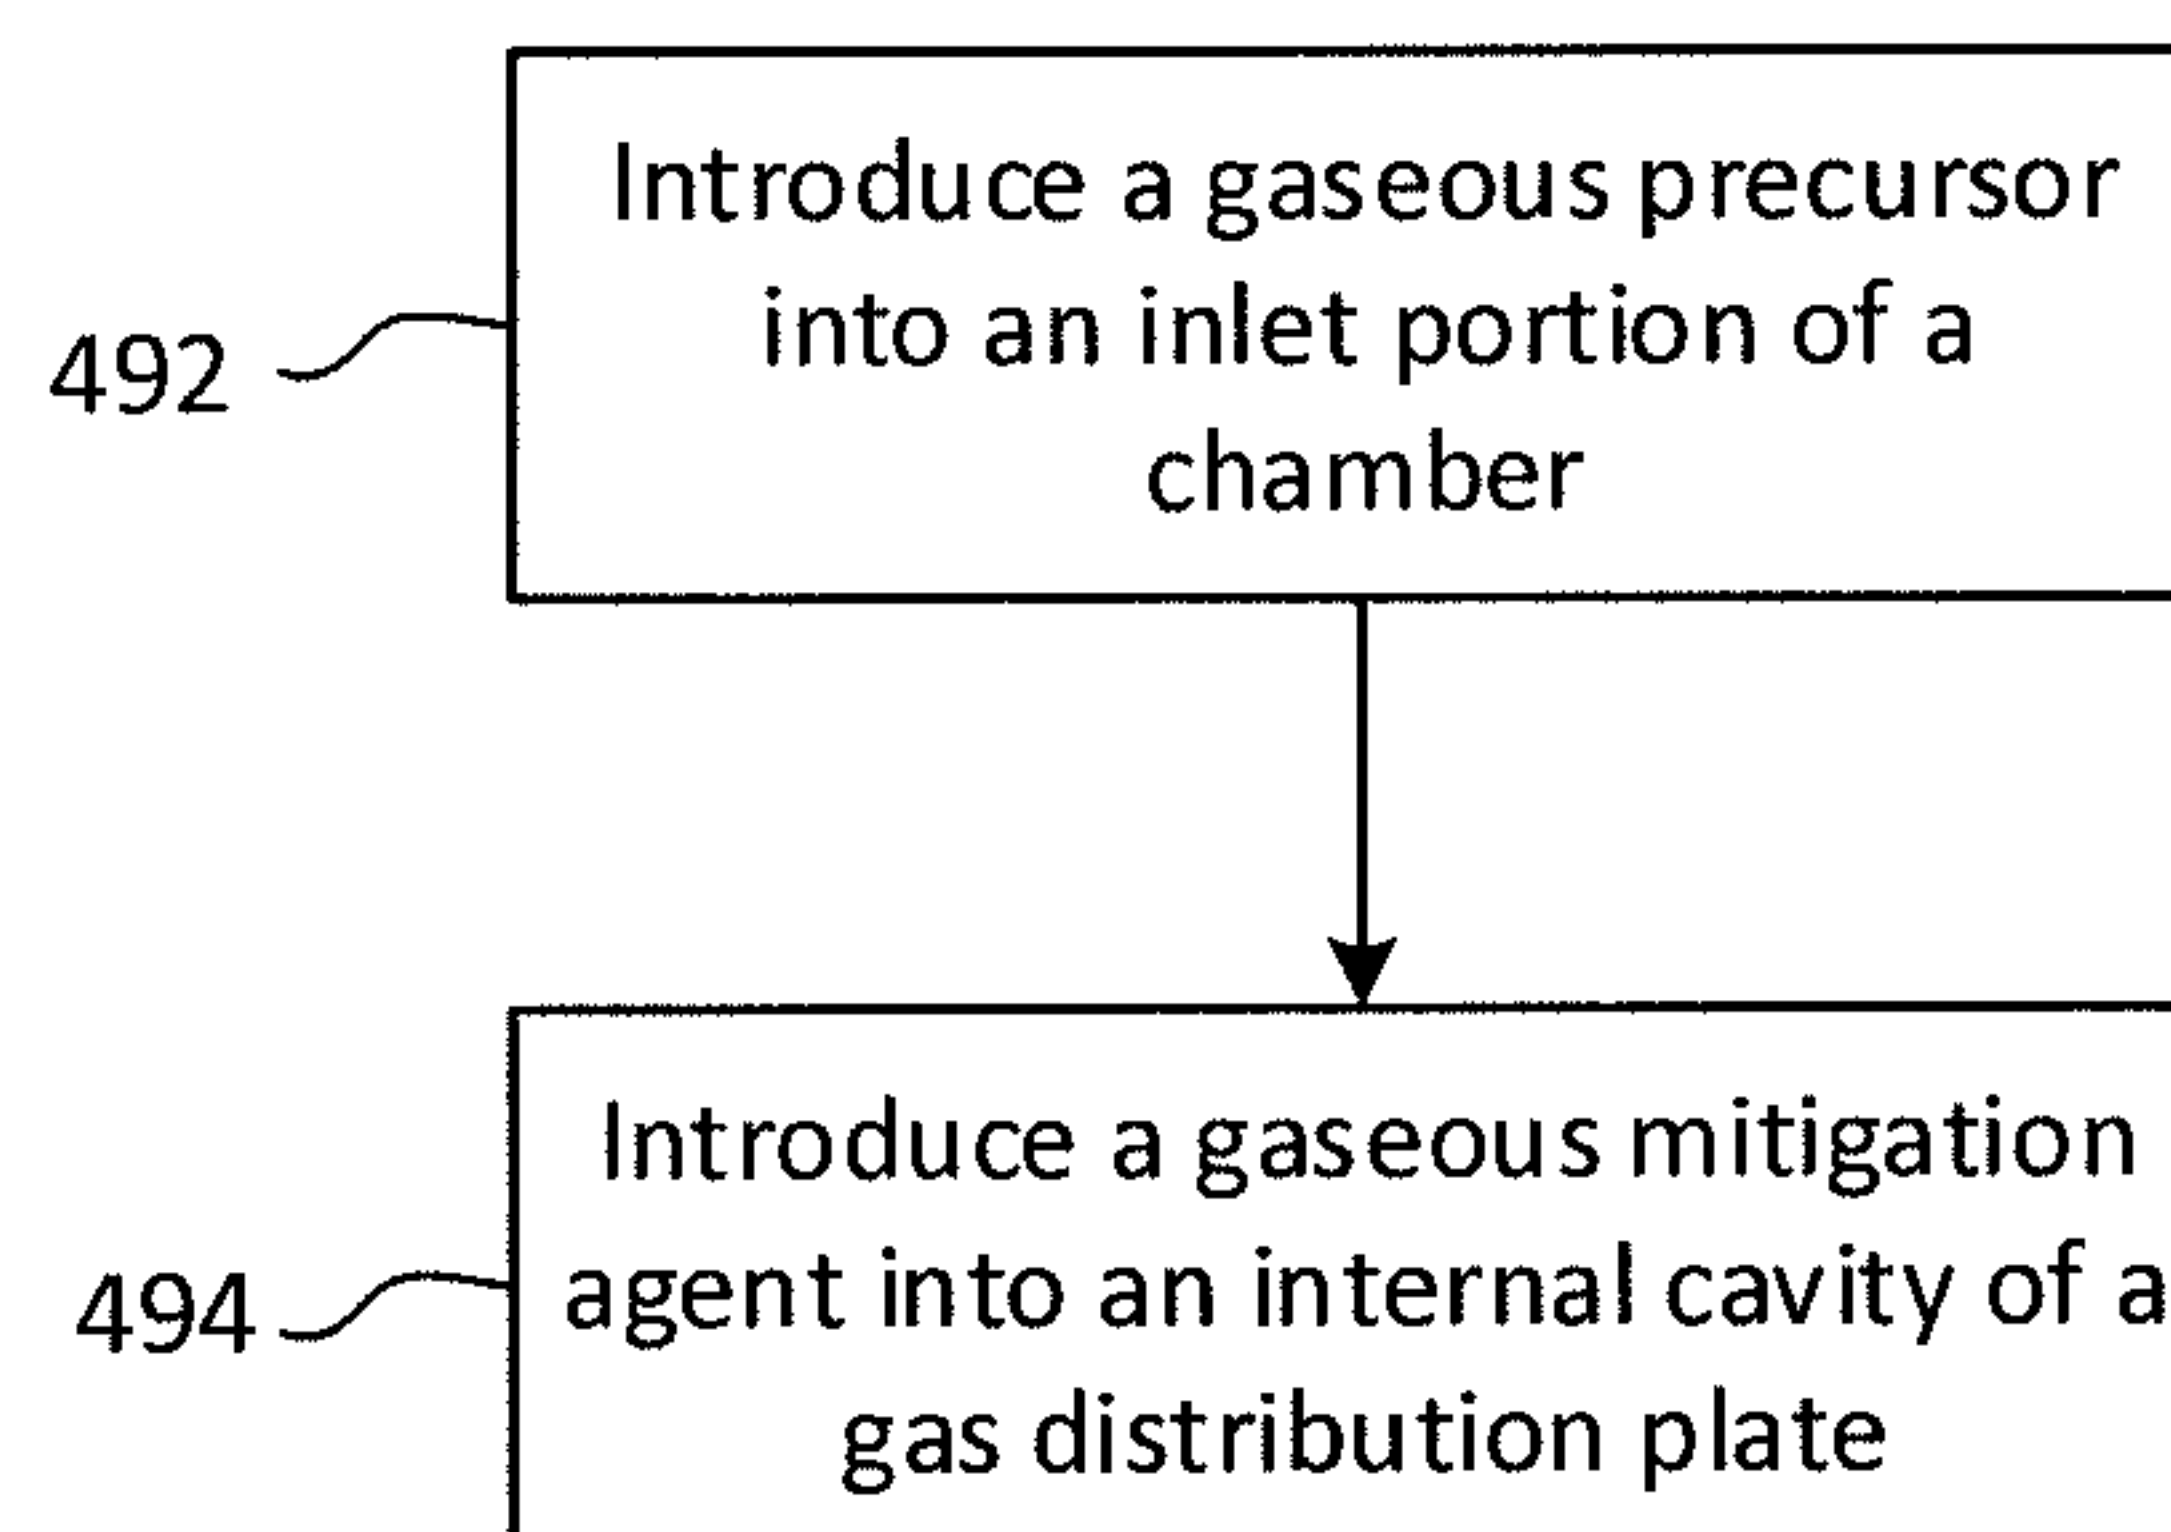 Introduce a gaseous precursor
into an inlet portion of a
chamber
492
Introduce a gaseous mitigation
agent into an internal cavity of a
gas distribution plate
494